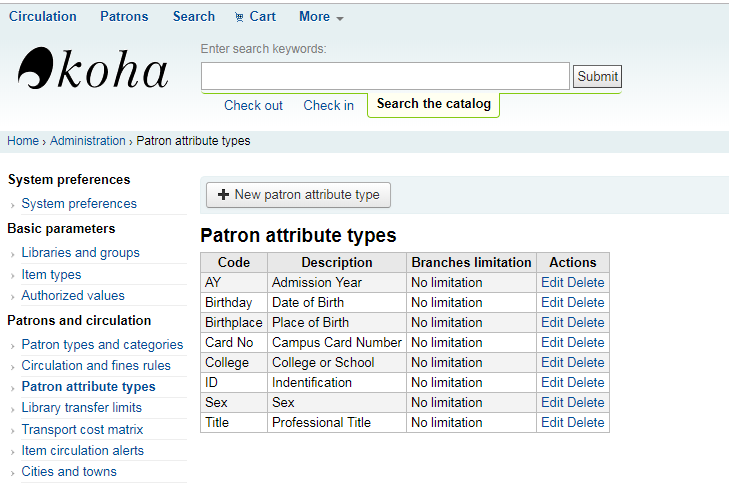 Circulation Patrons Search Cart More
koha
Enter search keywords:
Submit
Check out Check in Search the catalog
Home › Administration › Patron attribute types
System preferences
› System preferences
Basic parameters
› Libraries and groups
› Item types
› Authorized values
Patrons and circulation
› Patron types and categories
› Circulation and fines rules
› Patron attribute types
› Library transfer limits
› Transport cost matrix
› Item circulation alerts
› Cities and towns
+ New patron attribute type
Patron attribute types
Code Description Branches limitation Actions
AY Admission Year No limitation Edit Delete
Birthday Date of Birth No limitation Edit Delete
Birthplace Place of Birth No limitation Edit Delete
Card No Campus Card Number No limitation Edit Delete
College College or School No limitation Edit Delete
ID Indentification No limitation Edit Delete
Sex Sex No limitation Edit Delete
Title Professional Title No limitation Edit Delete